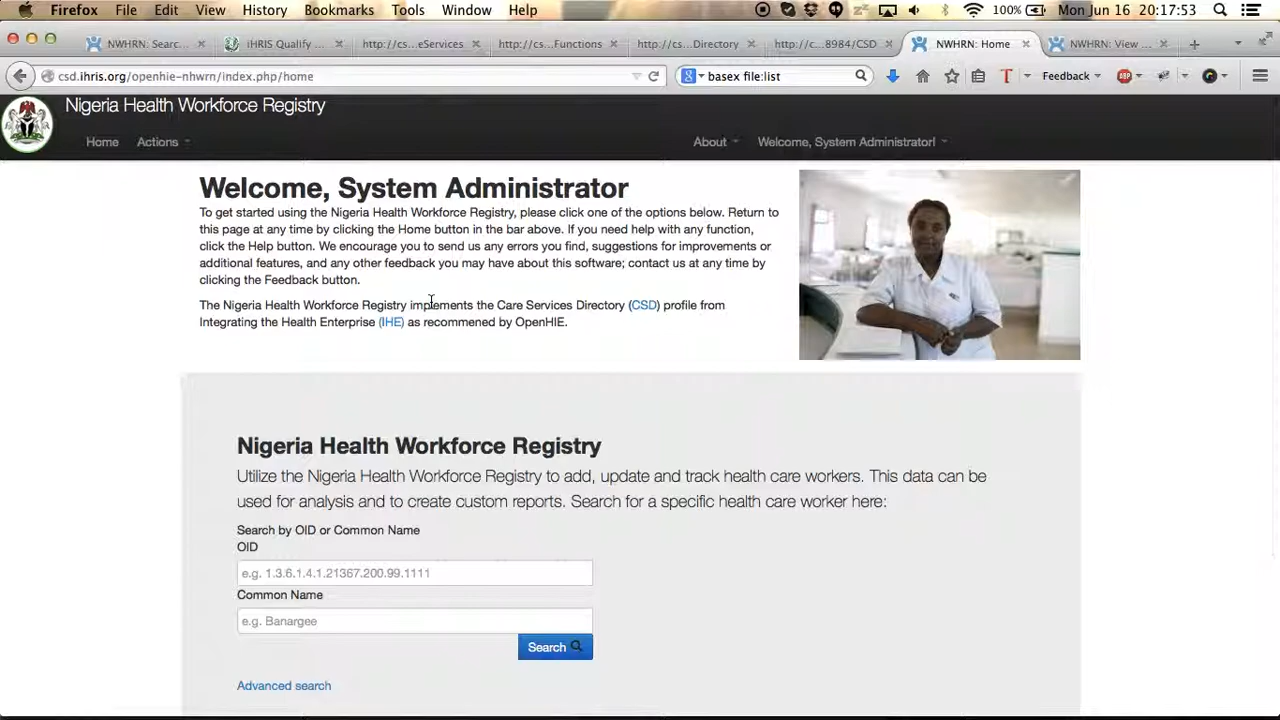 Firefox File Edit View History Bookmarks Tools Window Help 100% Mon Jun 16 20:17:53
NWHRN: Searc... iHRIS Qualify ... http://cs...eServices http://cs...Functions http://cs...Directory http://c...8984/CSD NWHRN: Home NWHRN: View ...
csd.ihris.org/openhie-nhwrn/index.php/home basex file:list Feedback ABP
Nigeria Health Workforce Registry
Home Actions About Welcome, System Administrator!
Welcome, System Administrator
To get started using the Nigeria Health Workforce Registry, please click one of the options below. Return to
this page at any time by clicking the Home button in the bar above. If you need help with any function,
click the Help button. We encourage you to send us any errors you find, suggestions for improvements or
additional features, and any other feedback you may have about this software; contact us at any time by
clicking the Feedback button.
The Nigeria Health Workforce Registry implements the Care Services Directory (CSD) profile from
Integrating the Health Enterprise (IHE) as recommened by OpenHIE.
Nigeria Health Workforce Registry
Utilize the Nigeria Health Workforce Registry to add, update and track health care workers. This data can be
used for analysis and to create custom reports. Search for a specific health care worker here:
Search by OID or Common Name
OID
e.g. 1.3.6.1.4.1.21367.200.99.1111
Common Name
e.g. Banargee
Search
Advanced search